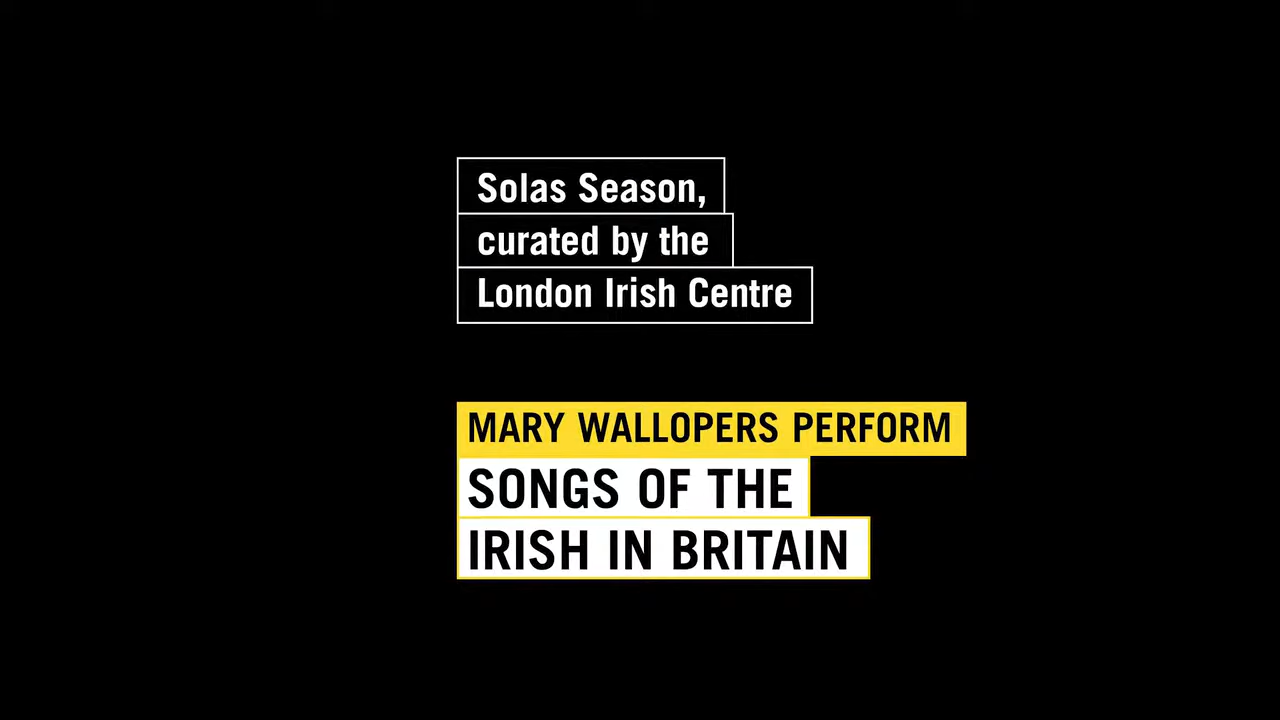 Solas Season,
curated by the
London Irish Centre
MARY WALLOPERS PERFORM
SONGS OF THE
IRISH IN BRITAIN